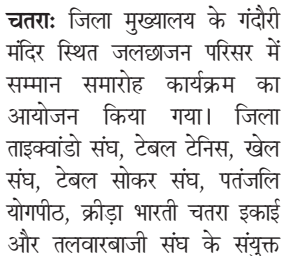 चतराः जिला मुख्यालय के गंदौरी
मंदिर स्थित जलछाजन परिसर में
सम्मान समारोह कार्यक्रम का
आयोजन किया गया। जिला
ताइक्वांडो संघ, टेबल टेनिस, खेल
संघ, टेबल सोकर संघ, पतंजलि
योगपीठ, क्रीड़ा भारती चतरा इकाई
और तलवारबाजी संघ के संयुक्त